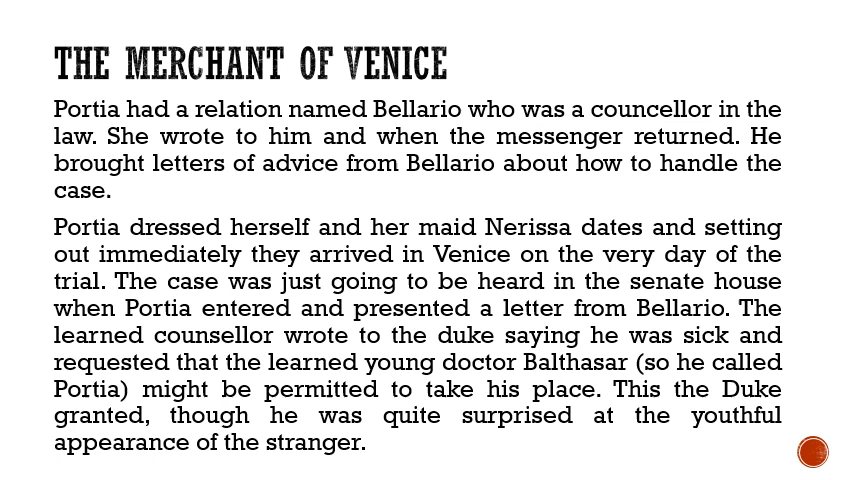 THE MERCHANT OF VENICE
Portia had a relation named Bellario who was a councellor in the
law. She wrote to him and when the messenger returned. He
brought letters of advice from Bellario about how to handle the
case.
Portia dressed herself and her maid Nerissa dates and setting
out immediately they arrived in Venice on the very day of the
trial. The case was just going to be heard in the senate house
when Portia entered and presented a letter from Bellario. The
learned counsellor wrote to the duke saying he was sick and
requested that the learned young doctor Balthasar (so he called
Portia) might be permitted to take his place. This the Duke
granted, though he was quite surprised at the youthful
appearance of the stranger.